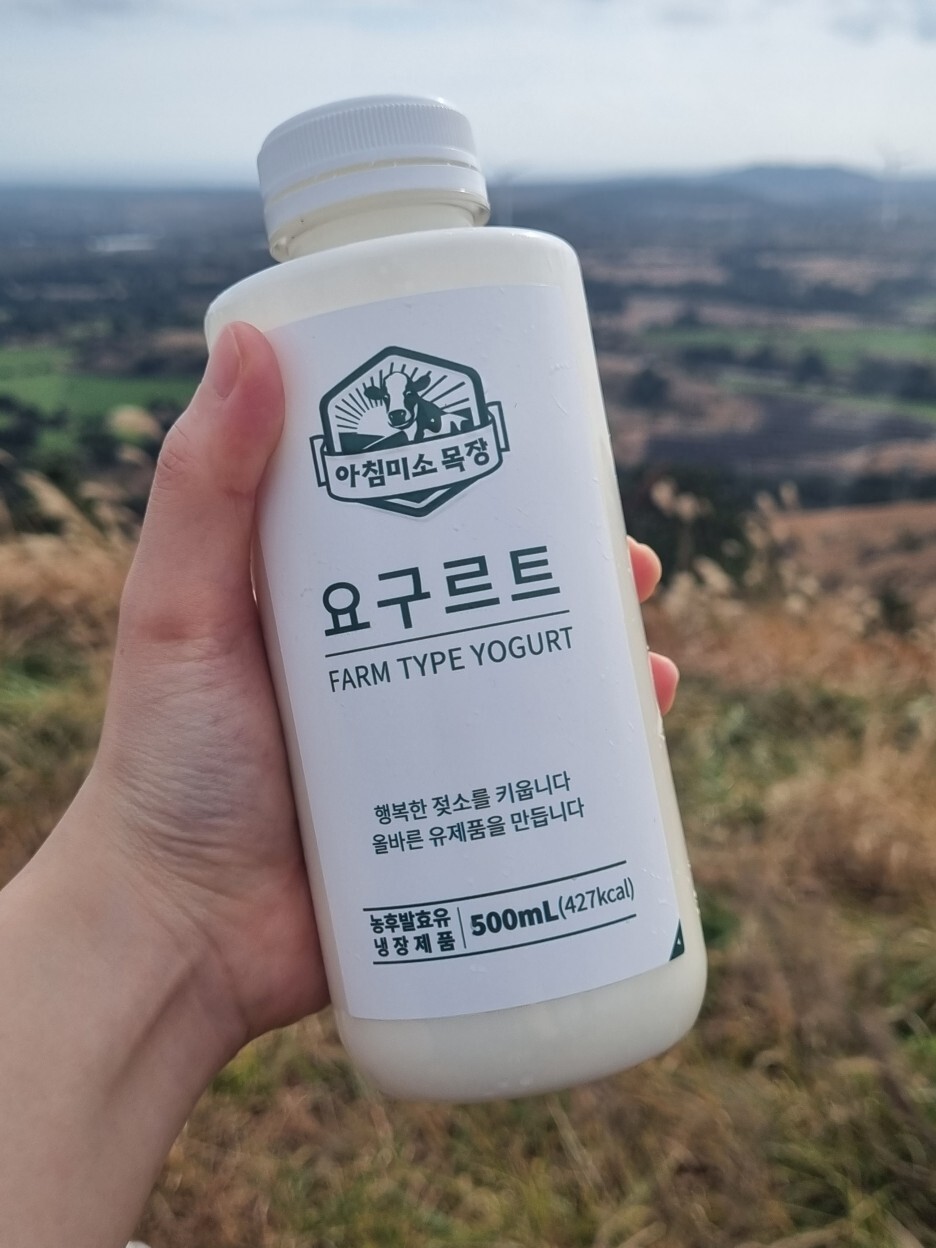 아침미소 목장
요구르트
FARM TYPE YOGURT
행복한 젖소를 키웁니다
올바른 유제품을 만듭니다
농후발효유
냉장제품
500mL(427kcal)